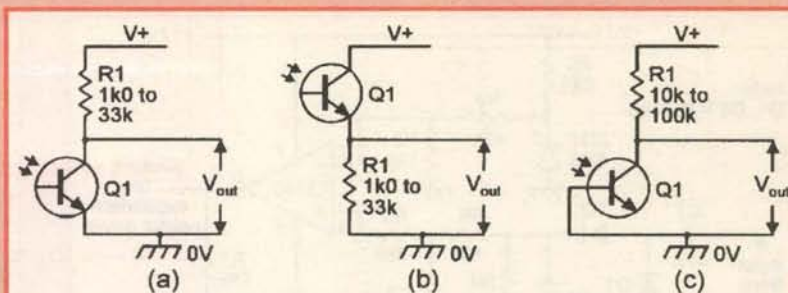 V+
R1
1k0 to
33k
Q1
Vout
0V
(a)
V+
Q1
R1
1k0 to
33k
Vout
0V
(b)
V+
R1
10k to
100k
Q1
Vout
0V
(c)